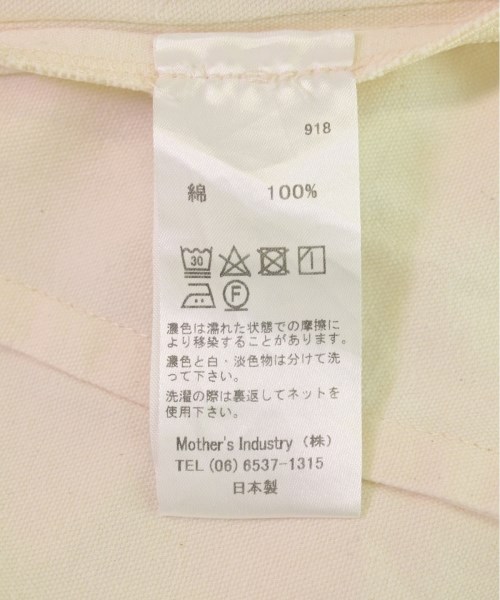 918
綿 100%
30
F
濃色は濡れた状態での摩擦に
より移染することがあります。
濃色と白・淡色物は分けて洗
って下さい。
洗濯の際は裏返してネットを
使用下さい。
Mother's Industry（株）
TEL (06) 6537-1315
日本製